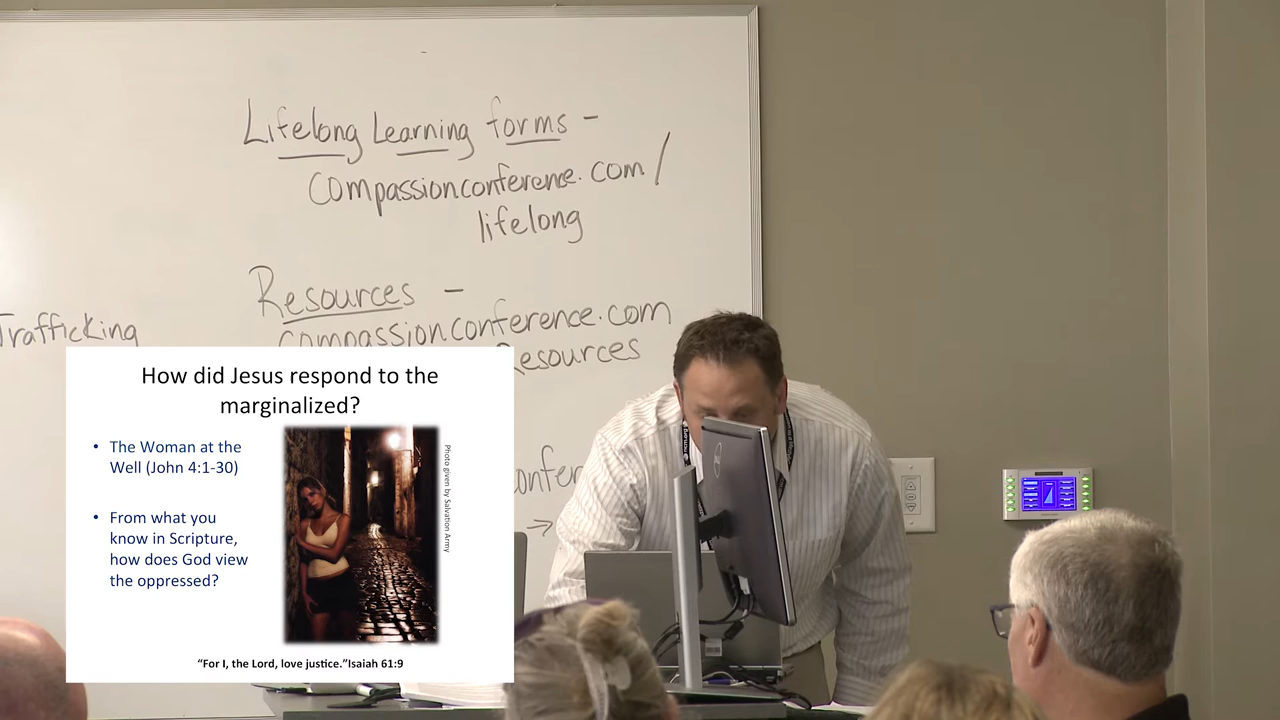 Lifelong Learning forms -
compassionconference.com/
lifelong
Resources -
compassionconference.com
Resources
Trafficking
How did Jesus respond to the
marginalized?
• The Woman at the
Well (John 4:1-30)
• From what you
know in Scripture,
how does God view
the oppressed?
Photo given by Salvation Army
“For I, the Lord, love justice.”Isaiah 61:9